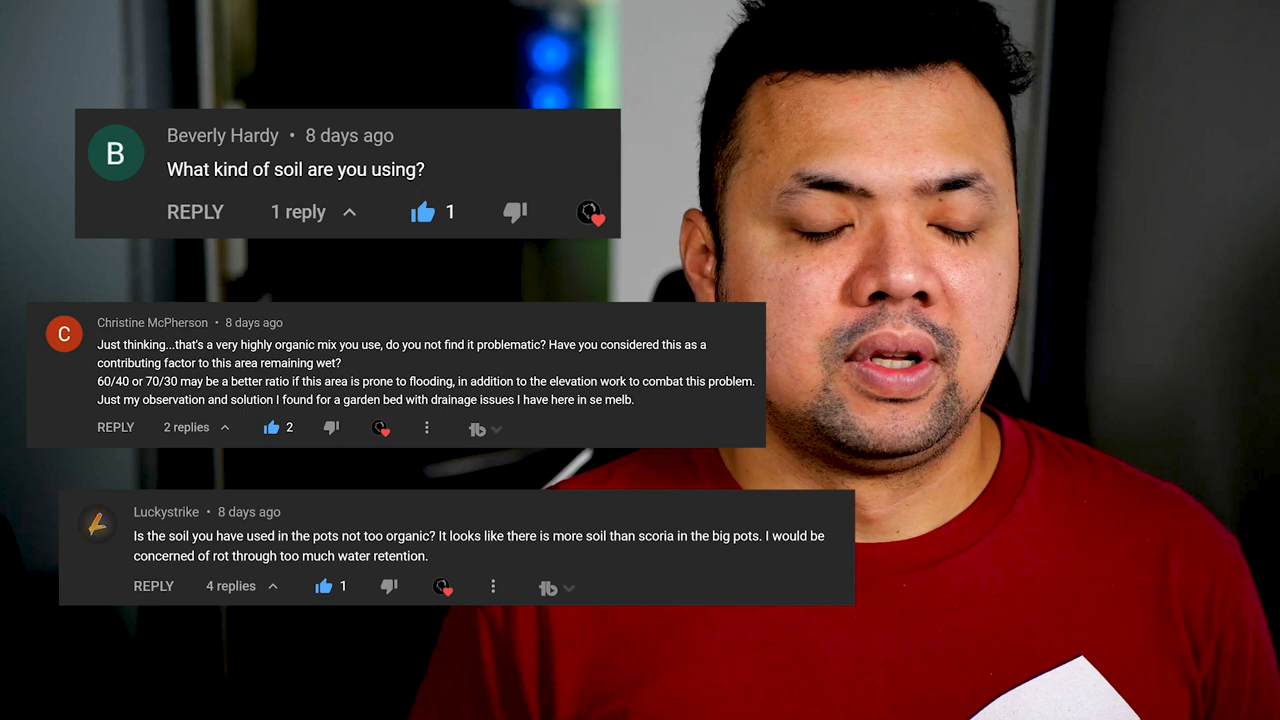 B
Beverly Hardy • 8 days ago
What kind of soil are you using?
REPLY 1 reply 1
C
Christine McPherson • 8 days ago
Just thinking...that's a very highly organic mix you use, do you not find it problematic? Have you considered this as a
contributing factor to this area remaining wet?
60/40 or 70/30 may be a better ratio if this area is prone to flooding, in addition to the elevation work to combat this problem.
Just my observation and solution I found for a garden bed with drainage issues I have here in se melb.
REPLY 2 replies 2 tb
Luckystrike • 8 days ago
Is the soil you have used in the pots not too organic? It looks like there is more soil than scoria in the big pots. I would be
concerned of rot through too much water retention.
REPLY 4 replies 1 tb